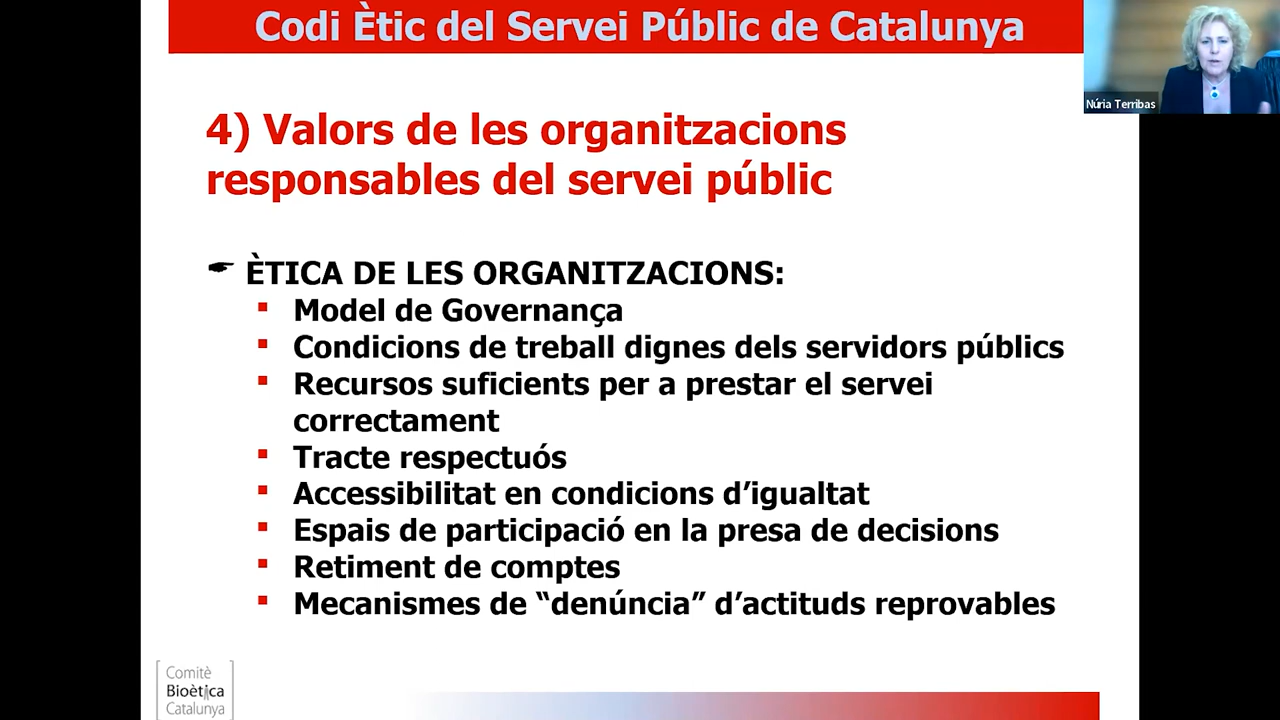 Codi Ètic del Servei Públic de Catalunya
Núria Terribas
4) Valors de les organitzacions
responsables del servei públic
ÈTICA DE LES ORGANITZACIONS:
Model de Governança
Condicions de treball dignes dels servidors públics
Recursos suficients per a prestar el servei
correctament
Tracte respectuós
Accessibilitat en condicions d’igualtat
Espais de participació en la presa de decisions
Retiment de comptes
Mecanismes de “denúncia” d’actituds reprovables
Comitè
Bioètica
Catalunya